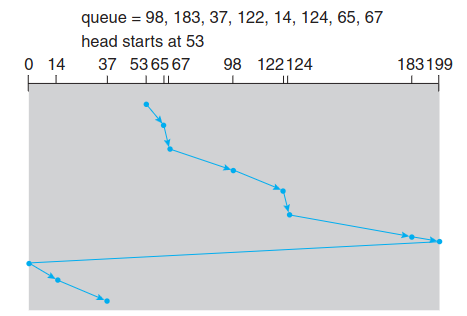 queue = 98, 183, 37, 122, 14, 124, 65, 67
head starts at 53
0 14 37 53 65 67 98 122 124 183 199